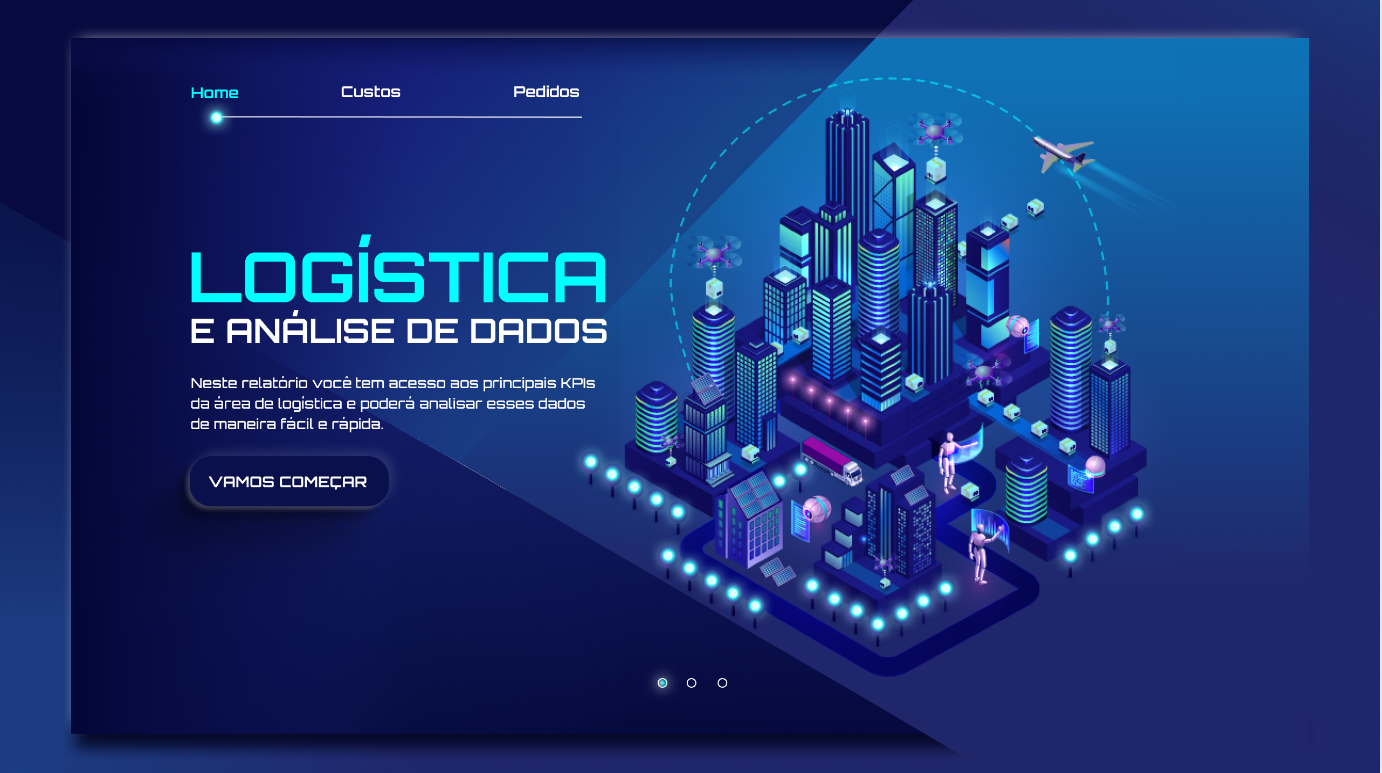 Home Custos Pedidos
LOGÍSTICA
E ANÁLISE DE DADOS
Neste relatório você tem acesso aos principais KPIs
da área de logística e poderá analisar esses dados
de maneira fácil e rápida.
VAMOS COMEÇAR